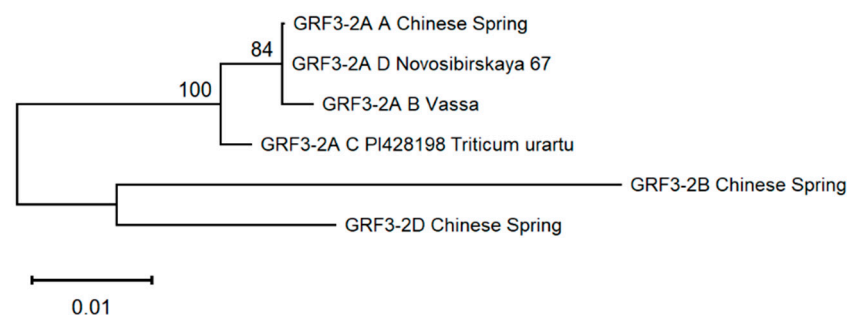 GRF3-2A A Chinese Spring
84
GRF3-2A D Novosibirskaya 67
100
GRF3-2A B Vassa
GRF3-2A C PI428198 Triticum urartu
GRF3-2B Chinese Spring
GRF3-2D Chinese Spring
0.01